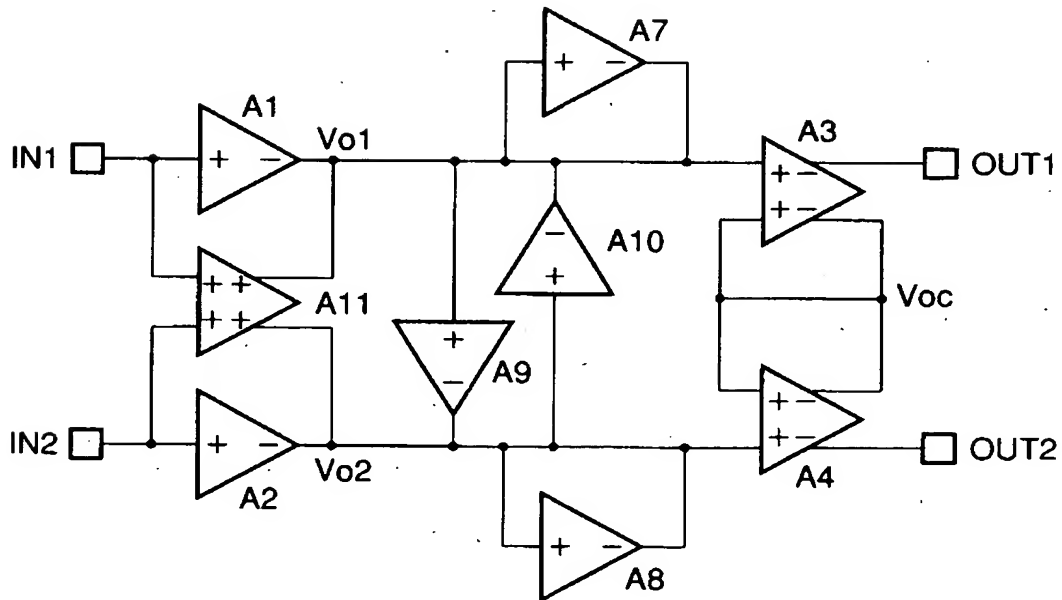 A7
+ −
A1
Vo1
A3
IN1
+ −
+ −
OUT1
+ −
−
A10
+
+ +
A11
+ +
Voc
+
A9
−
IN2
+ −
+ −
+ −
OUT2
Vo2
A2
A4
+ −
A8